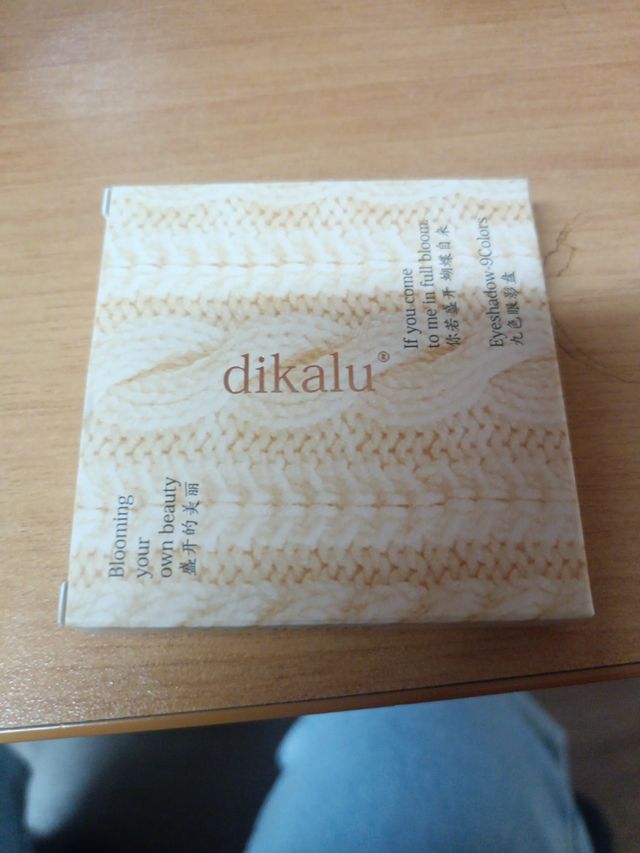 dikalu®
If you come
to me in full bloom
你若盛开 蝴蝶自来
Eyeshadow·9Colors
九色眼影盘
Blooming
your
own beauty
盛开的美丽